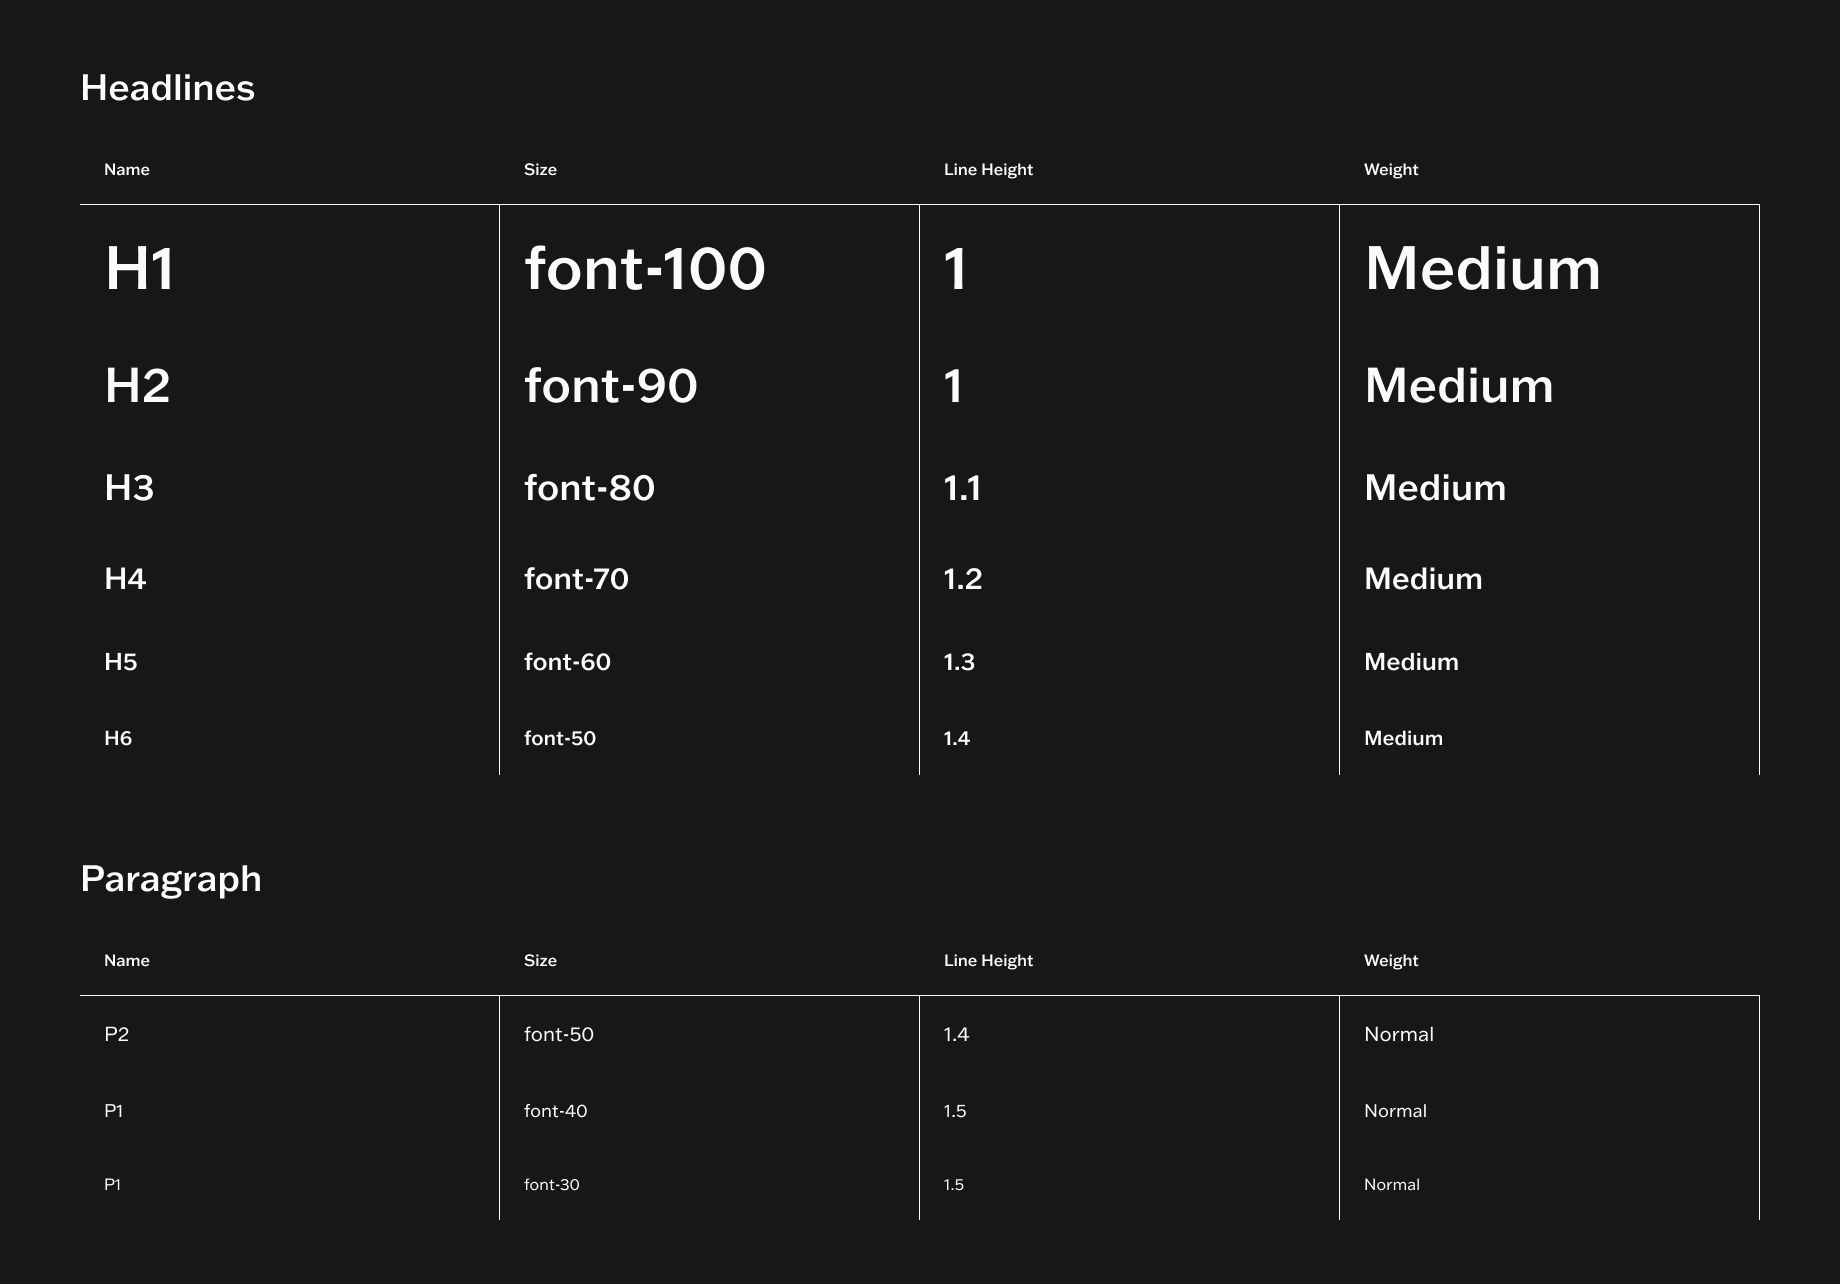 Headlines
Name Size Line Height Weight
H1 font-100 1 Medium
H2 font-90 1 Medium
H3 font-80 1.1 Medium
H4 font-70 1.2 Medium
H5 font-60 1.3 Medium
H6 font-50 1.4 Medium
Paragraph
Name Size Line Height Weight
P2 font-50 1.4 Normal
P1 font-40 1.5 Normal
P1 font-30 1.5 Normal